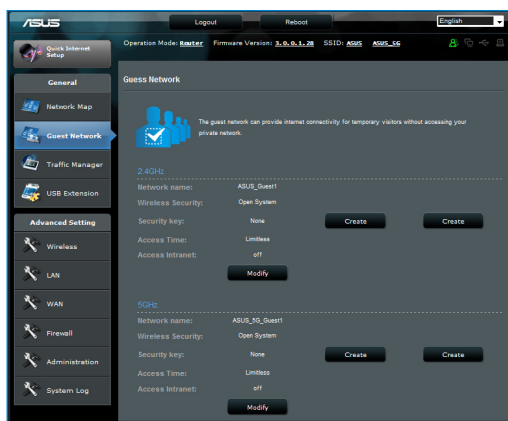 ASUS
Logout
Reboot
English
Quick Internet Setup
Operation Mode: Router Firmware Version: 3.0.0.1.28 SSID: ASUS ASUS_5G
General
Network Map
Guest Network
Traffic Manager
USB Extension
Advanced Setting
Wireless
LAN
WAN
Firewall
Administration
System Log
Guess Network
The guest network can provide internet connectivity for temporary visitors without accessing your
private network.
2.4GHz
Network name: ASUS_Guest1
Wireless Security: Open System
Security key: None Create Create
Access Time: Limitless
Access Intranet: off
Modify
5GHz
Network name: ASUS_5G_Guest1
Wireless Security: Open System
Security key: None Create Create
Access Time: Limitless
Access Intranet: off
Modify